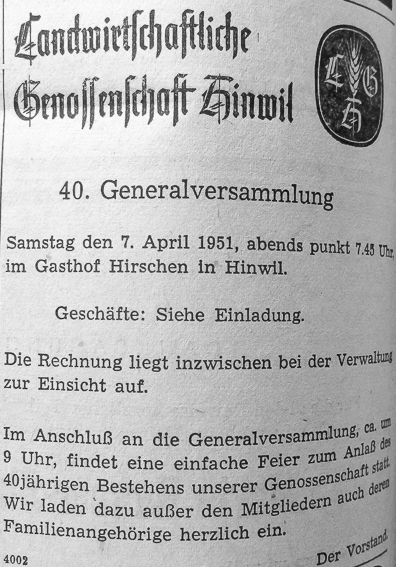 Landwirtschaftliche
Genossenschaft Hinwil
L G
H
40. Generalversammlung
Samstag den 7. April 1951, abends punkt 7.45 Uhr,
im Gasthof Hirschen in Hinwil.
Geschäfte: Siehe Einladung.
Die Rechnung liegt inzwischen bei der Verwaltung
zur Einsicht auf.
Im Anschluß an die Generalversammlung, ca. um
9 Uhr, findet eine einfache Feier zum Anlaß des
40jährigen Bestehens unserer Genossenschaft statt.
Wir laden dazu außer den Mitgliedern auch deren
Familienangehörige herzlich ein.
4002
Der Vorstand.